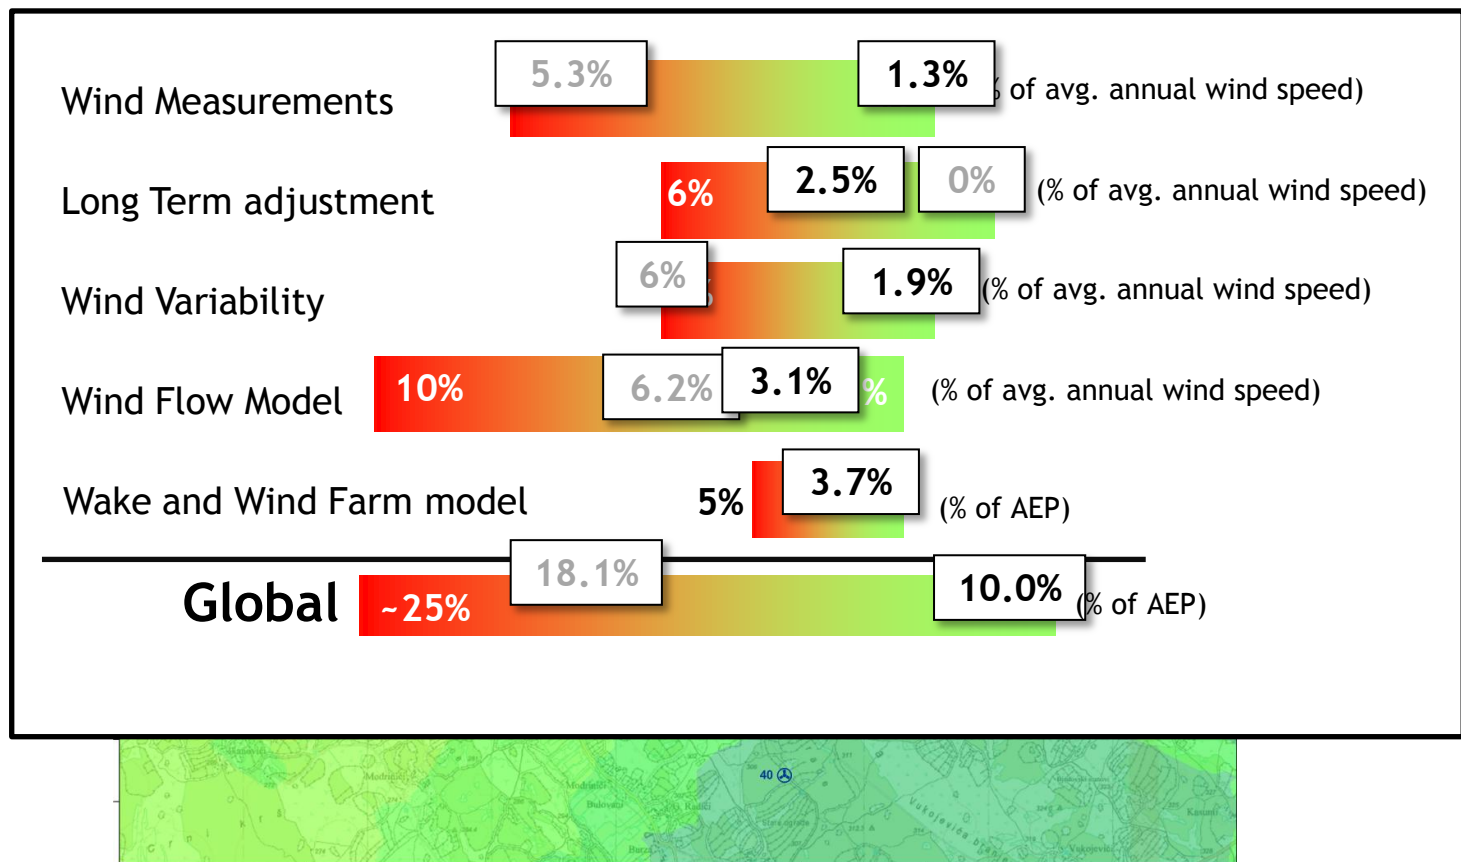 Wind Measurements 5.3% 1.3% % of avg. annual wind speed)
Long Term adjustment 6% 2.5% 0% (% of avg. annual wind speed)
Wind Variability 6% 1.9% (% of avg. annual wind speed)
Wind Flow Model 10% 6.2% 3.1% % (% of avg. annual wind speed)
Wake and Wind Farm model 5% 3.7% (% of AEP)
Global ~25% 18.1% 10.0% (% of AEP)
40